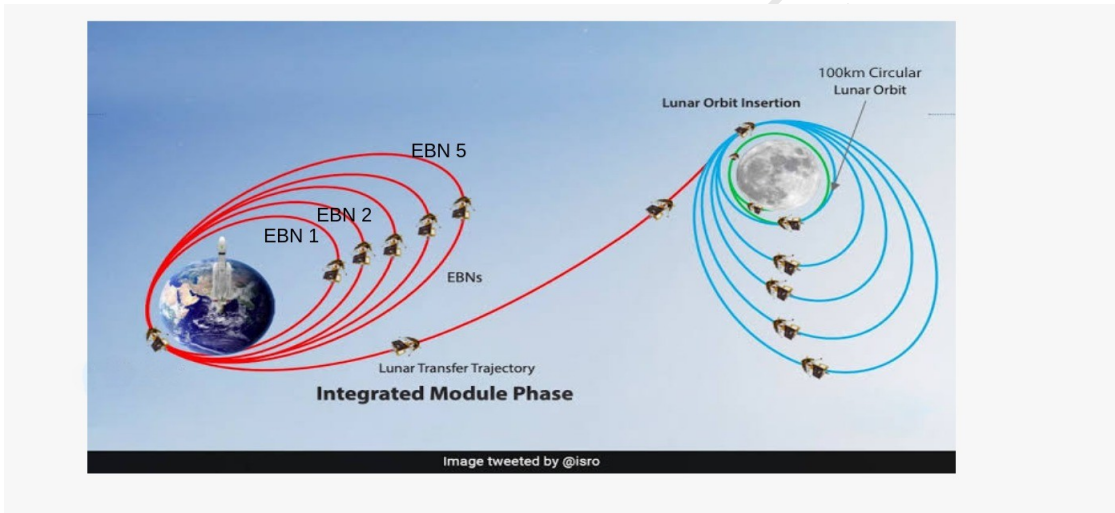 100km Circular
Lunar Orbit
Lunar Orbit Insertion
EBN 5
EBN 2
EBN 1
EBNs
Lunar Transfer Trajectory
Integrated Module Phase
Image tweeted by @isro